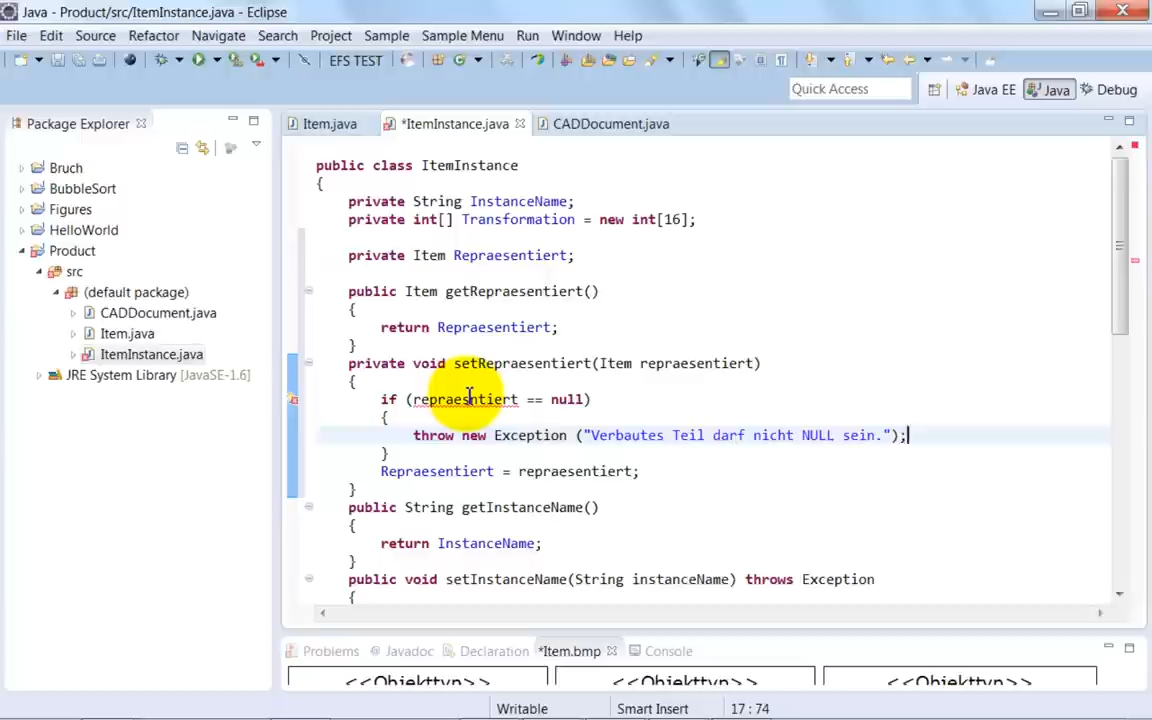 Java - Product/src/ItemInstance.java - Eclipse
File Edit Source Refactor Navigate Search Project Sample Sample Menu Run Window Help
EFS TEST
Quick Access
Java EE
Java
Debug
Package Explorer
Bruch
BubbleSort
Figures
HelloWorld
Product
src
(default package)
CADDocument.java
Item.java
ItemInstance.java
JRE System Library [JavaSE-1.6]
Item.java
*ItemInstance.java
CADDocument.java
public class ItemInstance
{
private String InstanceName;
private int[] Transformation = new int[16];
private Item Repraesentiert;
public Item getRepraesentiert()
{
return Repraesentiert;
}
private void setRepraesentiert(Item repraesentiert)
{
if (repraesntiert == null)
{
throw new Exception ("Verbautes Teil darf nicht NULL sein.");
}
Repraesentiert = repraesentiert;
}
public String getInstanceName()
{
return InstanceName;
}
public void setInstanceName(String instanceName) throws Exception
{
Problems
Javadoc
Declaration
*Item.bmp
Console
<<Objekttyp>>
<<Objekttyp>>
<<Objekttyp>>
Writable
Smart Insert
17 : 74